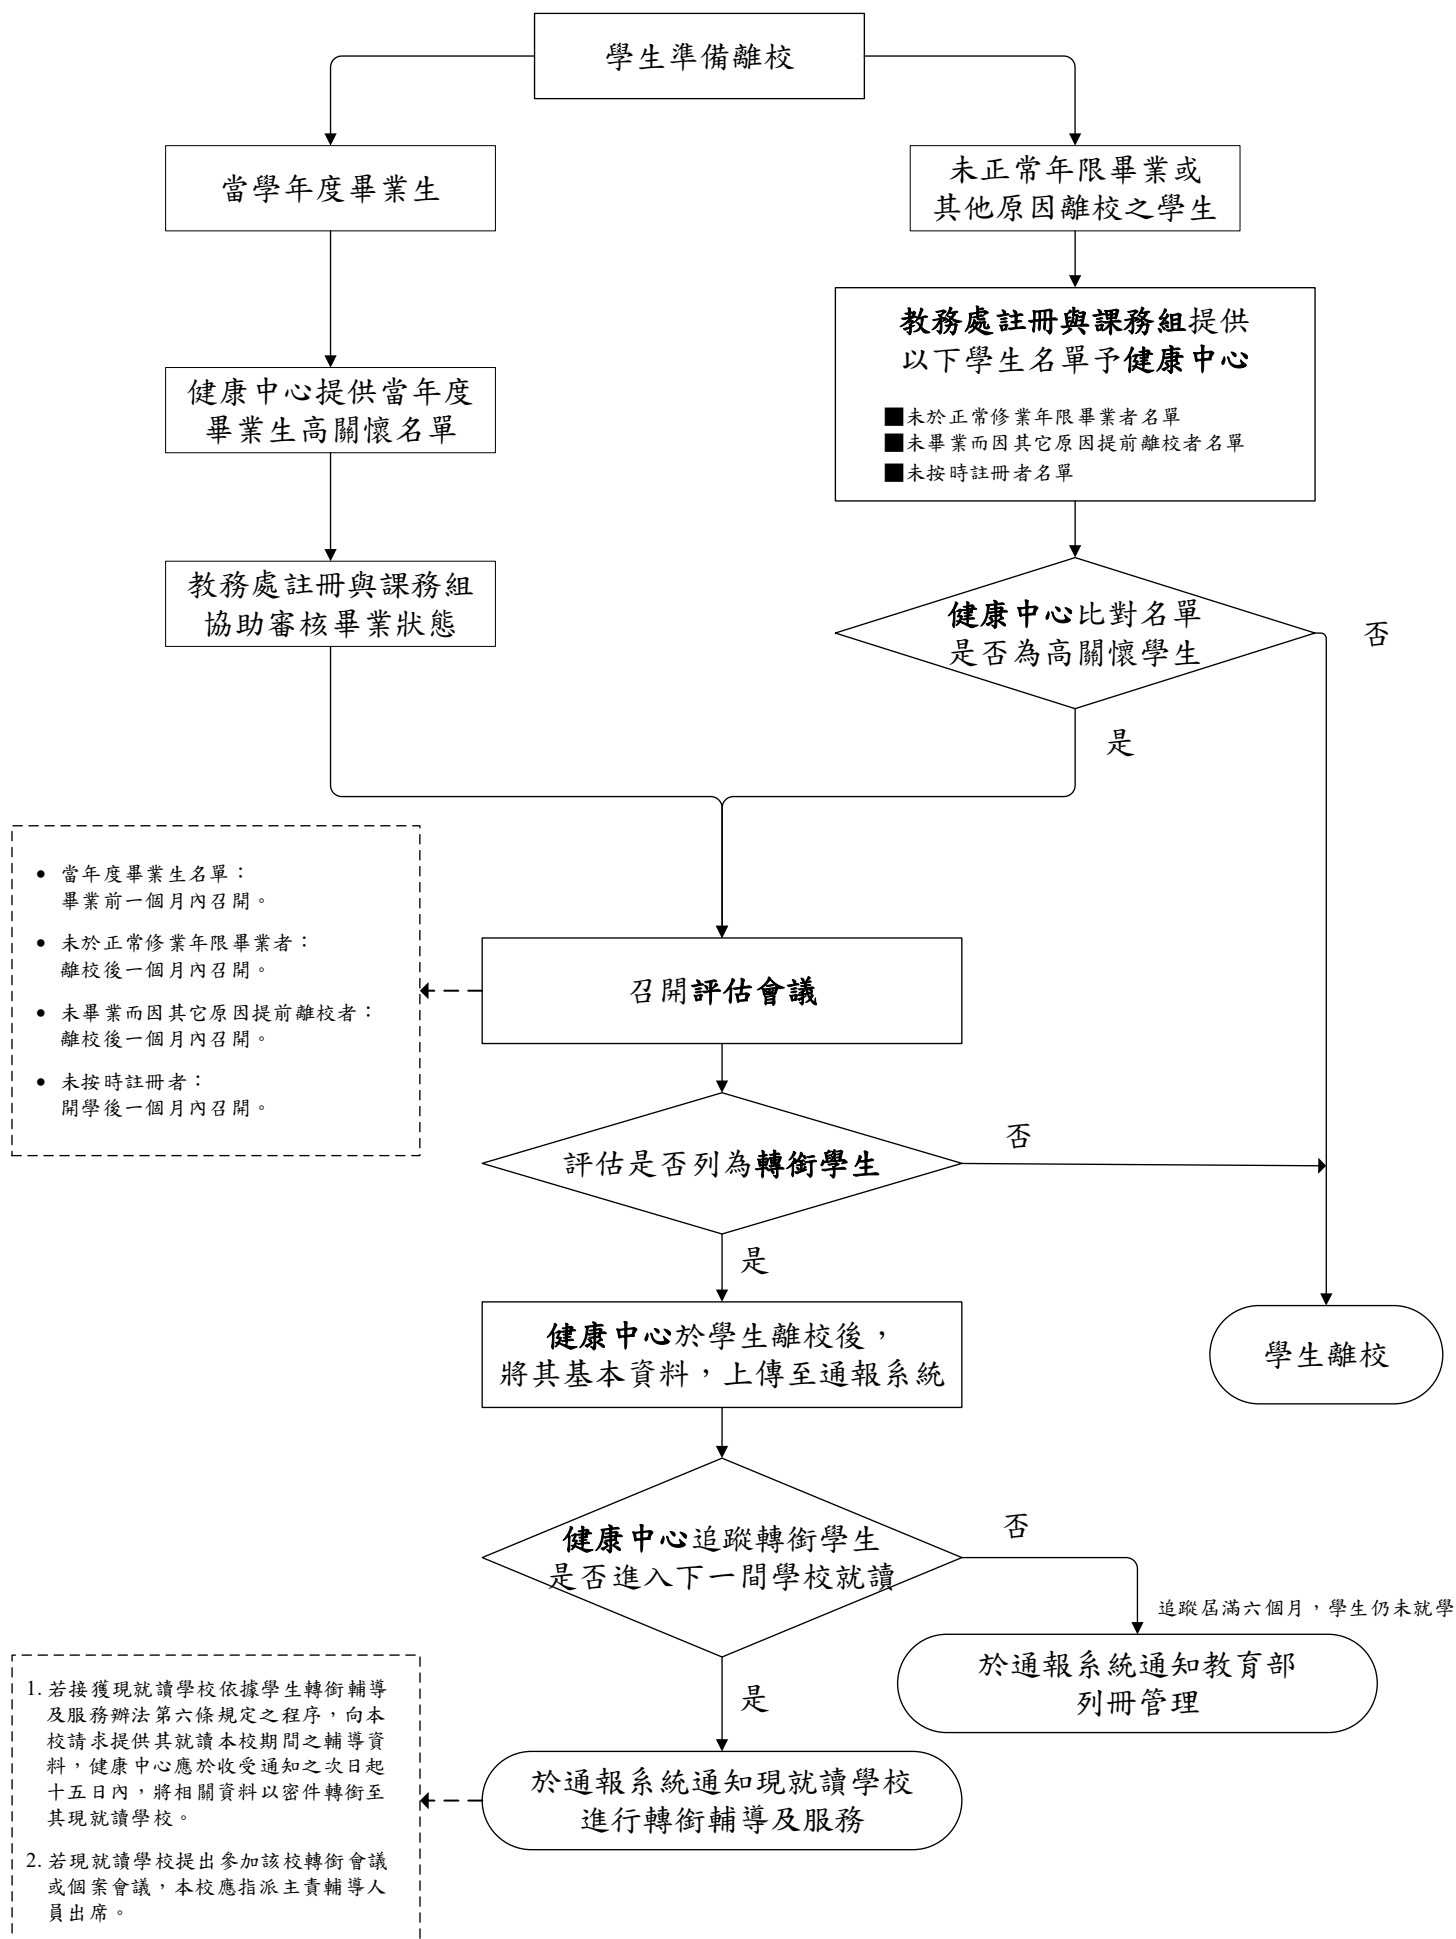 學生準備離校
當學年度畢業生
未正常年限畢業或
其他原因離校之學生
健康中心提供當年度
畢業生高關懷名單
教務處註冊與課務組提供
以下學生名單予健康中心
■未於正常修業年限畢業者名單
■未畢業而因其它原因提前離校者名單
■未按時註冊者名單
教務處註冊與課務組
協助審核畢業狀態
健康中心比對名單
是否為高關懷學生
否
是
• 當年度畢業生名單：
畢業前一個月內召開。
• 未於正常修業年限畢業者：
離校後一個月內召開。
• 未畢業而因其它原因提前離校者：
離校後一個月內召開。
• 未按時註冊者：
開學後一個月內召開。
召開評估會議
評估是否列為轉銜學生
否
是
健康中心於學生離校後，
將其基本資料，上傳至通報系統
學生離校
健康中心追蹤轉銜學生
是否進入下一間學校就讀
否
追蹤屆滿六個月，學生仍未就學
於通報系統通知教育部
列冊管理
是
於通報系統通知現就讀學校
進行轉銜輔導及服務
1. 若接獲現就讀學校依據學生轉銜輔導
及服務辦法第六條規定之程序，向本
校請求提供其就讀本校期間之輔導資
料，健康中心應於收受通知之次日起
十五日內，將相關資料以密件轉銜至
其現就讀學校。
2. 若現就讀學校提出參加該校轉銜會議
或個案會議，本校應指派主責輔導人
員出席。